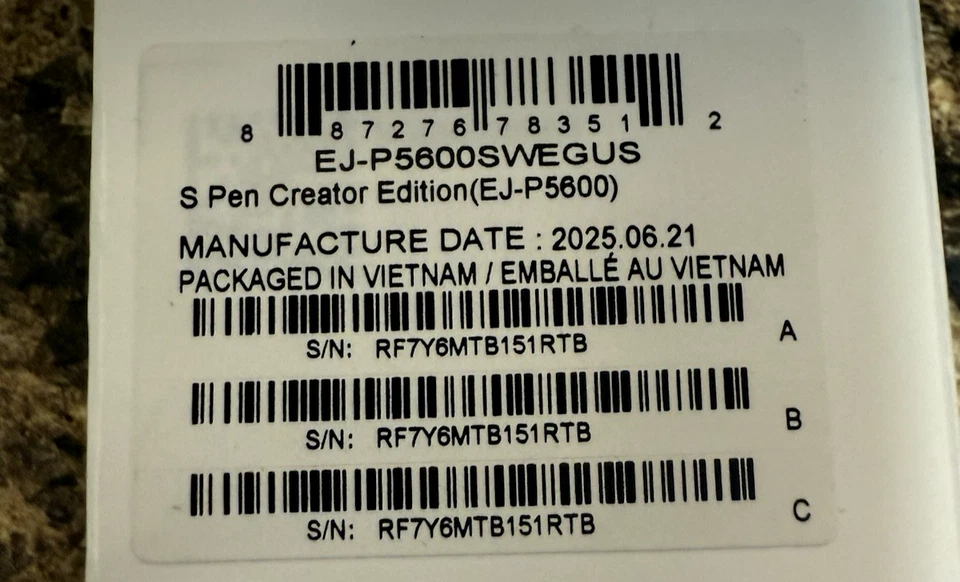 8 87276 78351 2
EJ-P5600SWEGUS
S Pen Creator Edition(EJ-P5600)
MANUFACTURE DATE : 2025.06.21
PACKAGED IN VIETNAM / EMBALLÉ AU VIETNAM
A
S/N: RF7Y6MTB151RTB
B
S/N: RF7Y6MTB151RTB
C
S/N: RF7Y6MTB151RTB